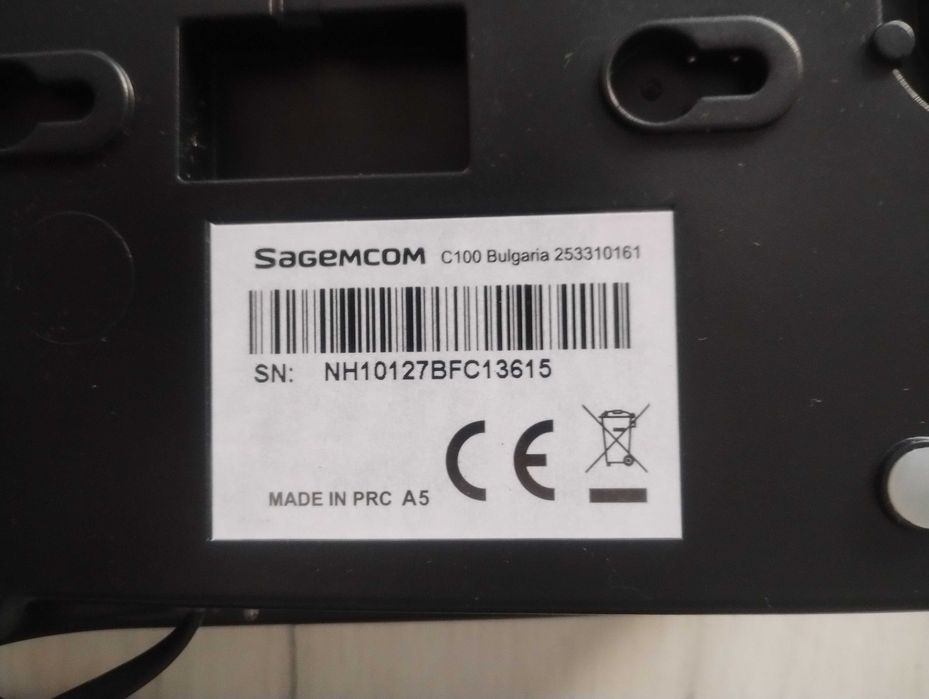 SAGEMCOM C100 Bulgaria 253310161
SN: NH10127BFC13615
CE
MADE IN PRC A5